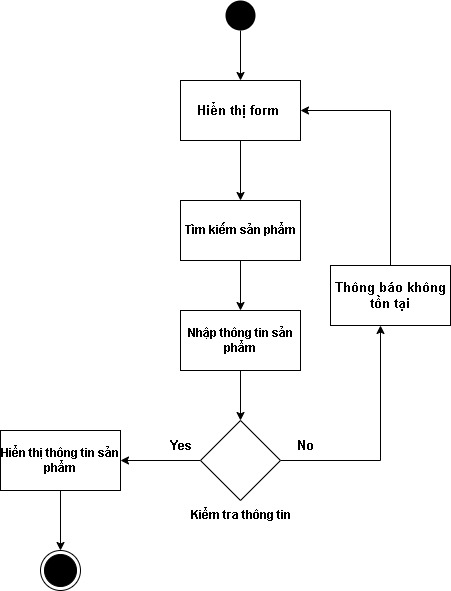 Hiển thị form
Tìm kiếm sản phẩm
Thông báo không
tồn tại
Nhập thông tin sản
phẩm
Yes
No
Hiển thị thông tin sản
phẩm
Kiểm tra thông tin